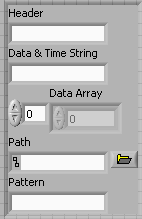 Header
Data & Time String
Data Array
0
0
Path
Pattern